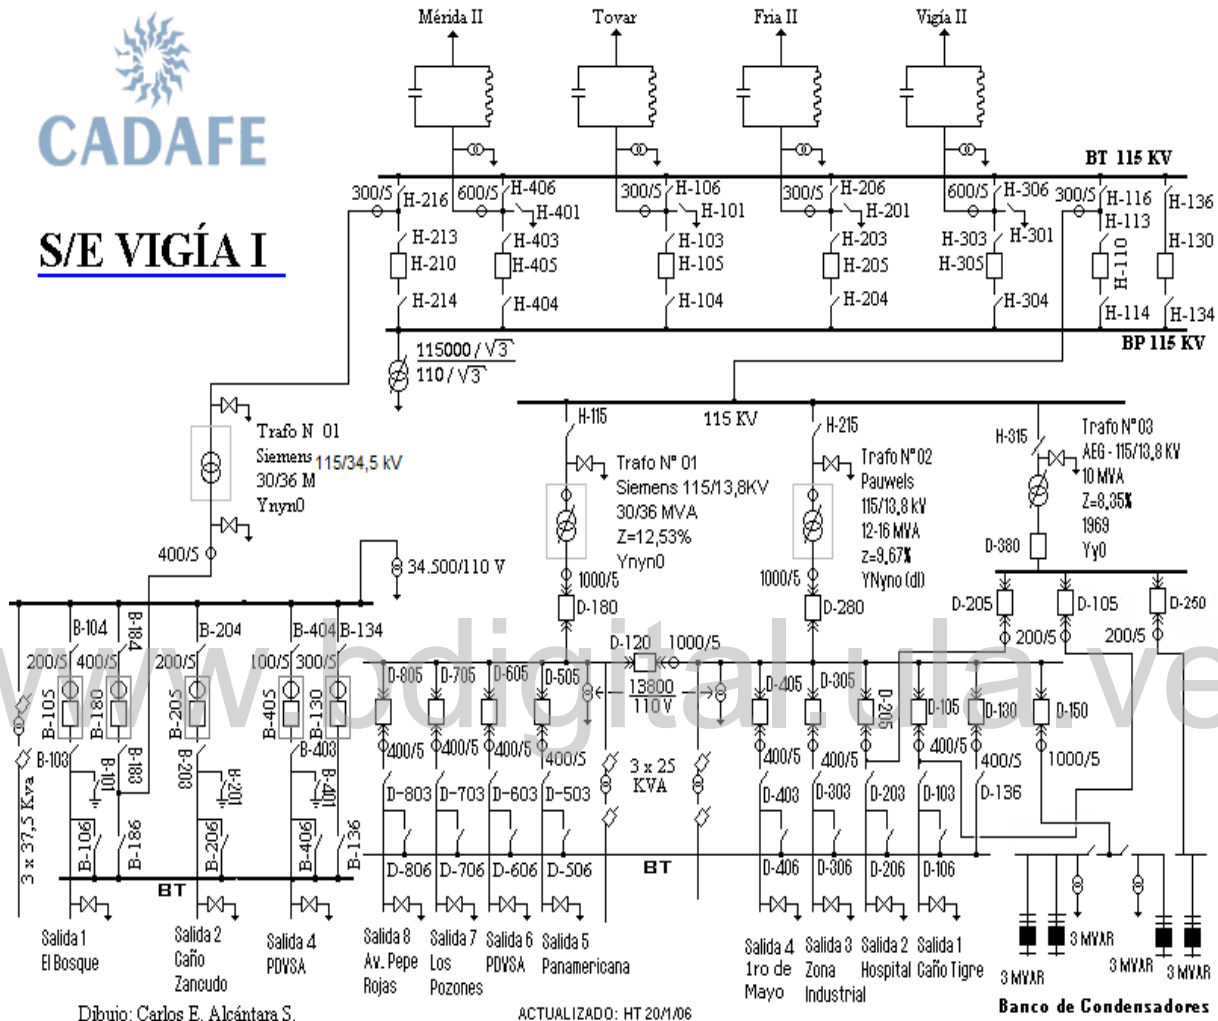 Mérida II
Tovar
Fria II
Vigía II
CADAFE
S/E VIGÍA I
BT 115 KV
300/5
H-216
600/5
H-406
H-401
300/5
H-106
H-101
300/5
H-206
H-201
600/5
H-306
H-301
300/5
H-116
H-113
H-136
H-213
H-210
H-403
H-405
H-103
H-105
H-203
H-205
H-303
H-305
H-110
H-130
H-214
H-404
H-104
H-204
H-304
H-114
H-134
BP 115 KV
115000 / √3
110 / √3
115 KV
H-115
H-215
H-315
Trafo N 01
Siemens 115/34,5 kV
30/36 M
Ynyn0
400/5
34.500/110 V
Trafo Nº 01
Siemens 115/13,8KV
30/36 MVA
Z=12,53%
Ynyn0
1000/5
D-180
Trafo Nº02
Pauwels
115/13,8 kV
12-16 MVA
z=9,67%
YNyno (dl)
1000/5
D-280
Trafo Nº03
AEG - 115/13,8 KV
10 MVA
Z=8,35%
1969
Yy0
D-380
D-205
D-105
D-250
200/5
200/5
B-104
B-184
B-204
B-404
B-134
200/5
400/5
200/5
100/5
300/5
B-105
B-180
B-205
B-405
B-130
B-103
B-101
B-183
B-203
B-201
B-403
B-401
3 x 37,5 Kva
B-106
B-186
B-206
B-406
B-136
BT
D-120
1000/5
13800
110 V
D-805
D-705
D-605
D-505
D-405
D-305
D-205
D-105
D-130
D-150
400/5
400/5
400/5
400/5
400/5
400/5
400/5
400/5
1000/5
3 x 25
KVA
D-803
D-703
D-603
D-503
D-403
D-303
D-203
D-103
D-136
D-806
D-706
D-606
D-506
BT
D-406
D-306
D-206
D-106
www.bdigital.ula.ve
Salida 1
El Bosque
Salida 2
Caño
Zancudo
Salida 4
PDVSA
Salida 8
Av. Pepe
Rojas
Salida 7
Los
Pozones
Salida 6
PDVSA
Salida 5
Panamericana
Salida 4
1ro de
Mayo
Salida 3
Zona
Industrial
Salida 2
Hospital
Salida 1
Caño Tigre
3 MVAR
3 MVAR
3 MVAR
3 MVAR
Banco de Condensadores
Dibujo: Carlos E. Alcántara S.
ACTUALIZADO: HT 20/1/06